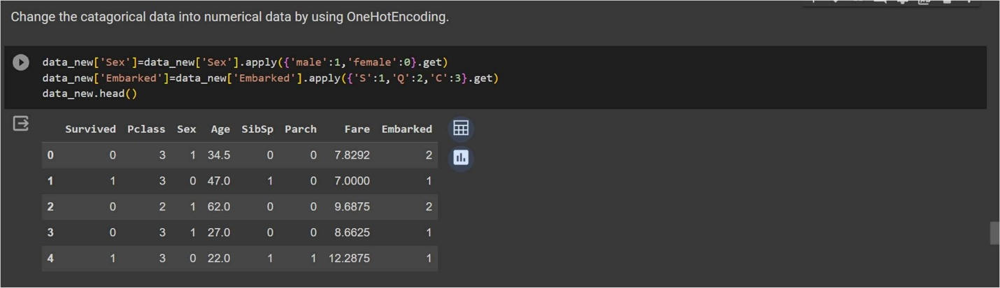 Change the catagorical data into numerical data by using OneHotEncoding.
data_new['Sex']=data_new['Sex'].apply({'male':1,'female':0}.get)
data_new['Embarked']=data_new['Embarked'].apply({'S':1,'Q':2,'C':3}.get)
data_new.head()
Survived Pclass Sex Age SibSp Parch Fare Embarked
0 0 3 1 34.5 0 0 7.8292 2
1 1 3 0 47.0 1 0 7.0000 1
2 0 2 1 62.0 0 0 9.6875 2
3 0 3 1 27.0 0 0 8.6625 1
4 1 3 0 22.0 1 1 12.2875 1